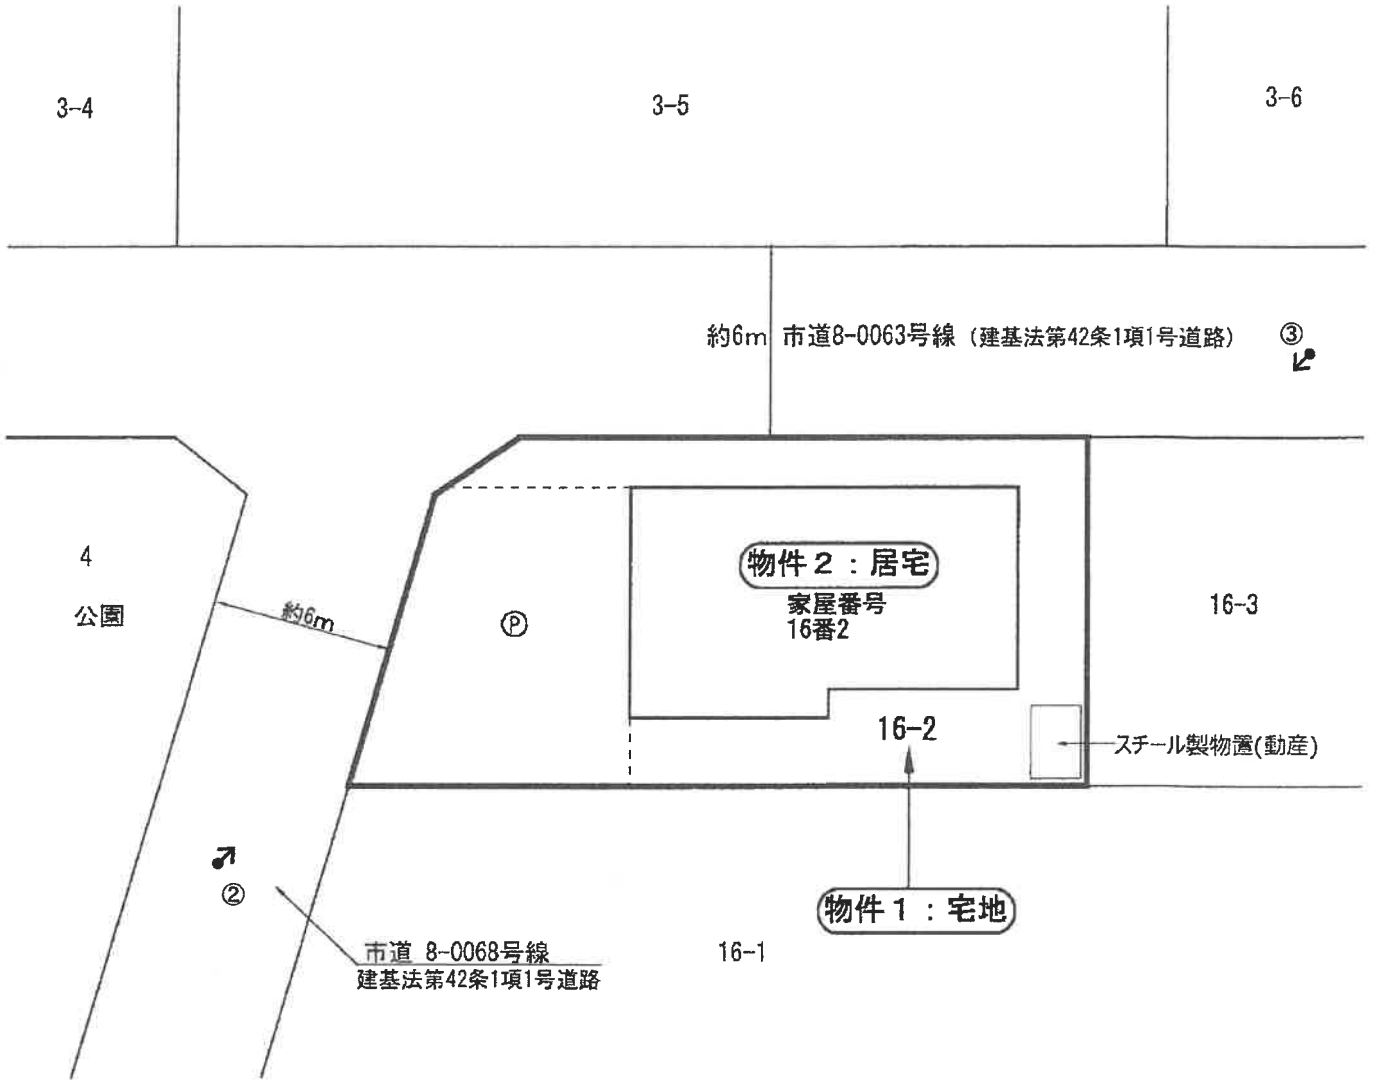 3-4
3-5
3-6
約6m 市道8-0063号線 (建基法第42条1項1号道路)
③
4
公園
約6m
Ⓟ
物件2：居宅
家屋番号
16番2
16-3
16-2
スチール製物置(動産)
②
物件1：宅地
市道 8-0068号線
建基法第42条1項1号道路
16-1